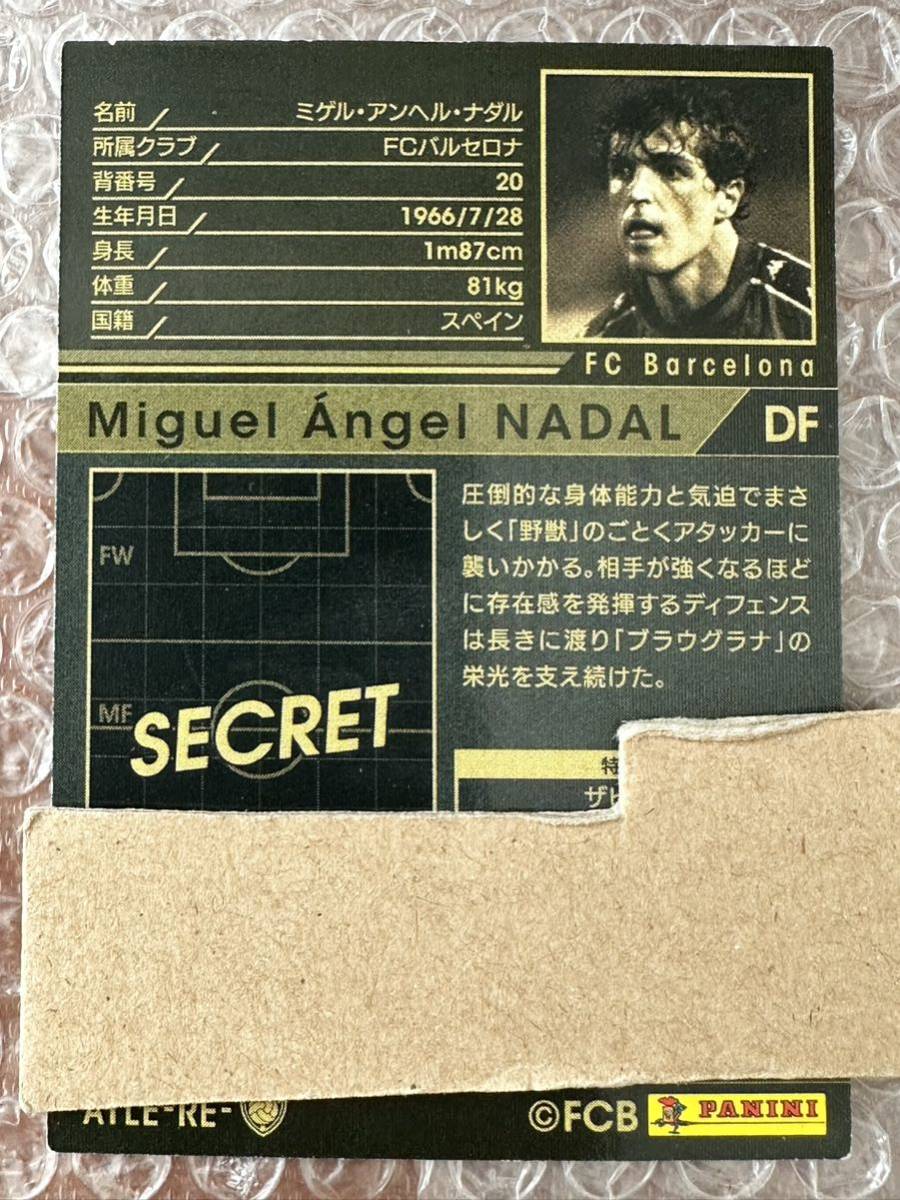 名前 ミゲル・アンヘル・ナダル
所属クラブ FCバルセロナ
背番号 20
生年月日 1966/7/28
身長 1m87cm
体重 81kg
国籍 スペイン
FC Barcelona
Miguel Ángel NADAL DF
FW
MF
SECRET
圧倒的な身体能力と気迫でまさ
しく「野獣」のごとくアタッカーに
襲いかかる。相手が強くなるほど
に存在感を発揮するディフェンス
は長きに渡り「ブラウグラナ」の
栄光を支え続けた。
特
ザ
ATLE-RE-
©FCB PANINI